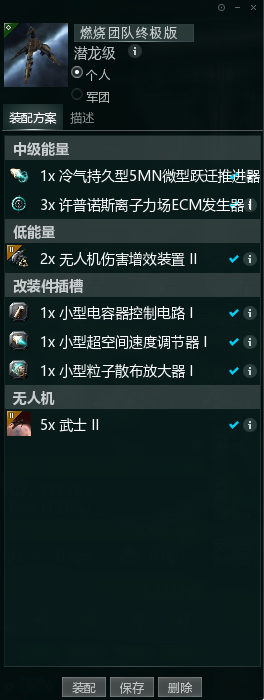 燃烧团队终极版
潜龙级
个人
军团
装配方案 描述
中级能量
1x 冷气持久型5MN微型跃迁推进器
3x 许普诺斯离子力场ECM发生器 I
低能量
2x 无人机伤害增效装置 II
改装件插槽
1x 小型电容器控制电路 I
1x 小型超空间速度调节器 I
1x 小型粒子散布放大器 I
无人机
5x 武士 II
装配 保存 删除